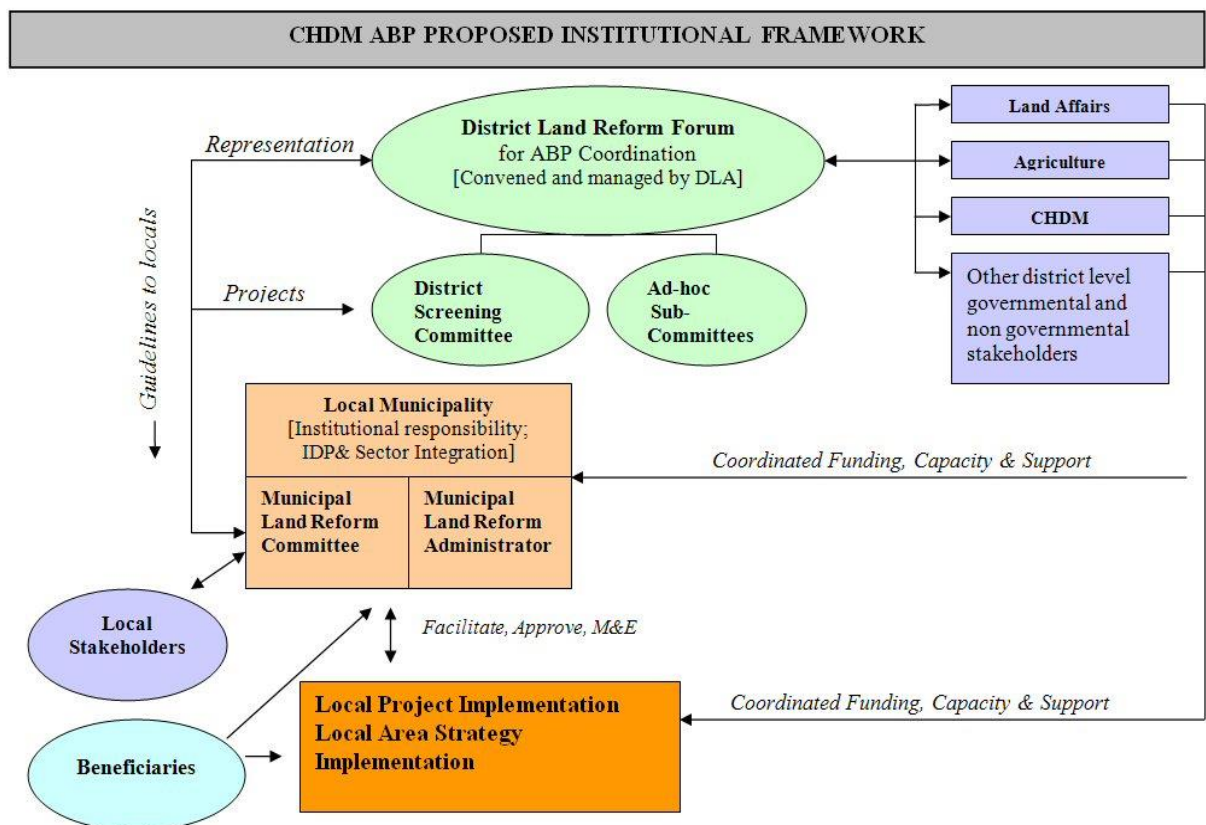 CHDM ABP PROPOSED INSTITUTIONAL FRAMEWORK
District Land Reform Forum
for ABP Coordination
[Convened and managed by DLA]
Land Affairs
Agriculture
CHDM
Other district level
governmental and
non governmental
stakeholders
Representation
Projects
Guidelines to locals
District
Screening
Committee
Ad-hoc
Sub-
Committees
Local Municipality
[Institutional responsibility;
IDP& Sector Integration]
Municipal
Land Reform
Committee
Municipal
Land Reform
Administrator
Coordinated Funding, Capacity & Support
Local
Stakeholders
Facilitate, Approve, M&E
Local Project Implementation
Local Area Strategy
Implementation
Coordinated Funding, Capacity & Support
Beneficiaries